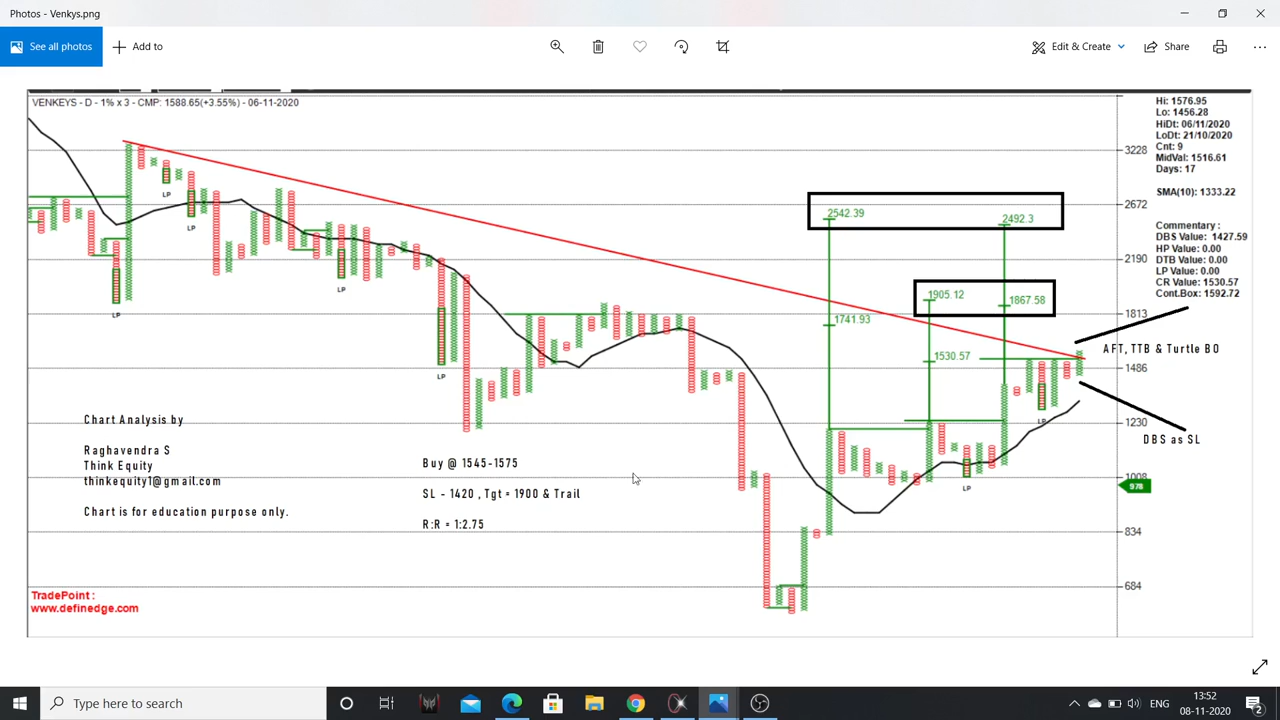 Photos - Venkys.png
See all photos
Add to
Edit & Create
Share
VENKEYS - D - 1% x 3 - CMP: 1588.65(+3.55%) - 06-11-2020
Hi: 1576.95
Lo: 1456.28
HiDt: 06/11/2020
LoDt: 21/10/2020
Cnt: 9
MidVal: 1516.61
Days: 17
SMA(10): 1333.22
Commentary :
DBS Value: 1427.59
HP Value: 0.00
DTB Value: 0.00
LP Value: 0.00
CR Value: 1530.57
Cont.Box: 1592.72
3228
2672
2190
1813
1486
1230
1008
978
834
684
2542.39
2492.3
1905.12
1867.58
1741.93
1530.57
LP
LP
LP
LP
LP
LP
LP
AFT, TTB & Turtle BO
DBS as SL
Chart Analysis by
Raghavendra S
Think Equity
thinkequity1@gmail.com
Chart is for education purpose only.
Buy @ 1545-1575
SL - 1420 , Tgt = 1900 & Trail
R:R = 1:2.75
TradePoint :
www.definedge.com
Type here to search
ENG
13:52
08-11-2020
2